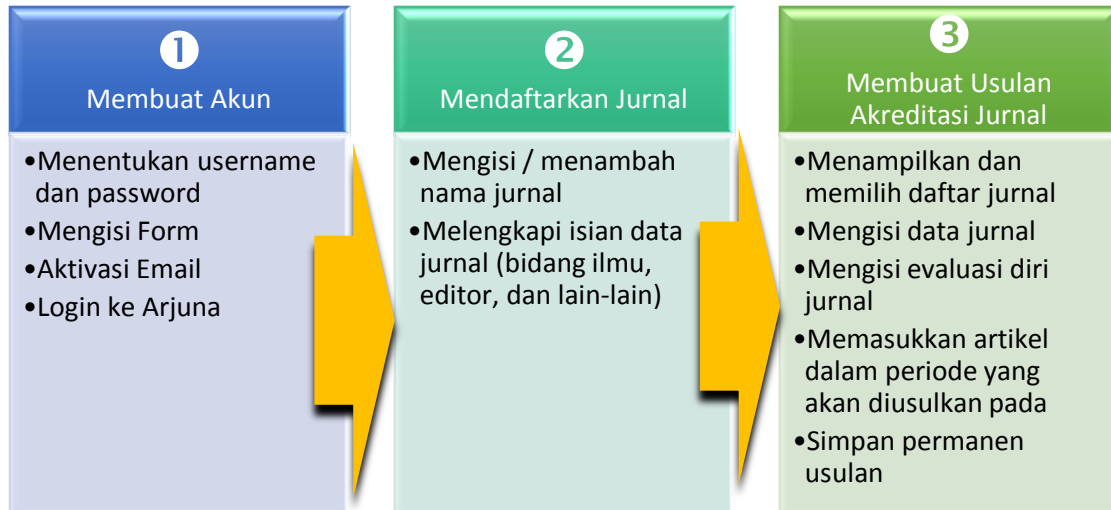 1
Membuat Akun
•Menentukan username
dan password
•Mengisi Form
•Aktivasi Email
•Login ke Arjuna
2
Mendaftarkan Jurnal
•Mengisi / menambah
nama jurnal
•Melengkapi isian data
jurnal (bidang ilmu,
editor, dan lain-lain)
3
Membuat Usulan
Akreditasi Jurnal
•Menampilkan dan
memilih daftar jurnal
•Mengisi data jurnal
•Mengisi evaluasi diri
jurnal
•Memasukkan artikel
dalam periode yang
akan diusulkan pada
•Simpan permanen
usulan